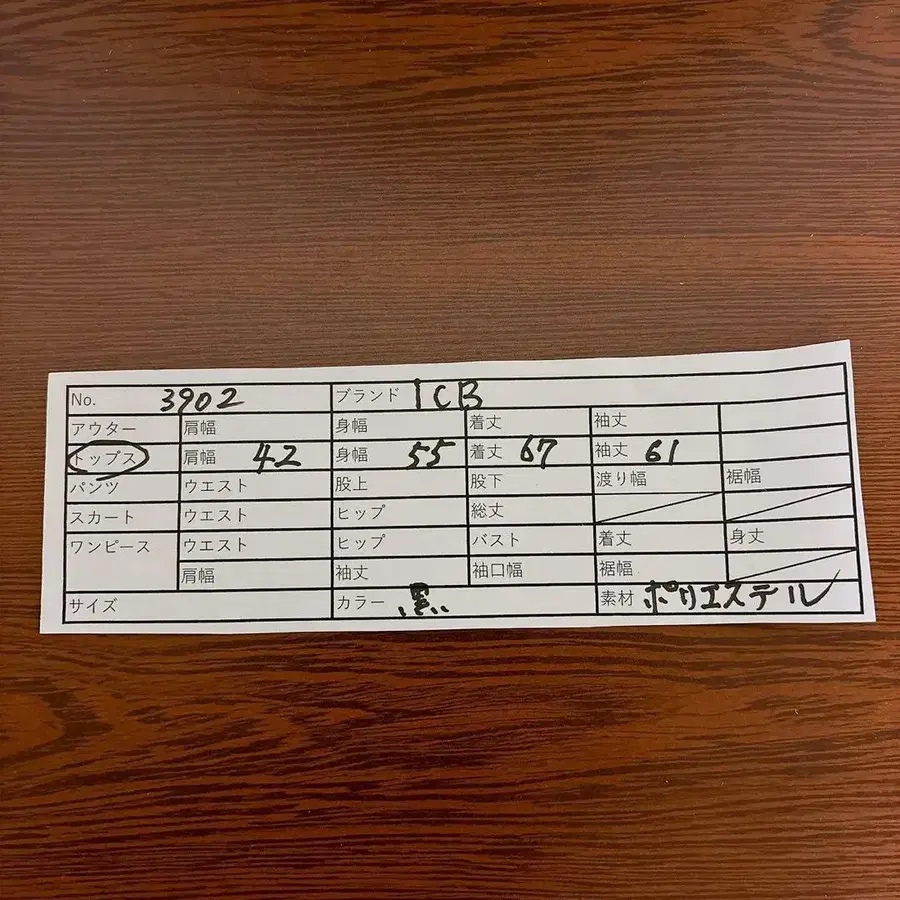 No. 3902 ブランド ICB
アウター 肩幅 身幅 着丈 袖丈
トップス 肩幅 42 身幅 55 着丈 67 袖丈 61
パンツ ウエスト 股上 股下 渡り幅 裾幅
スカート ウエスト ヒップ 総丈
ワンピース ウエスト ヒップ バスト 着丈 身丈
肩幅 袖丈 袖口幅 裾幅
サイズ カラー 黒 素材 ポリエステル